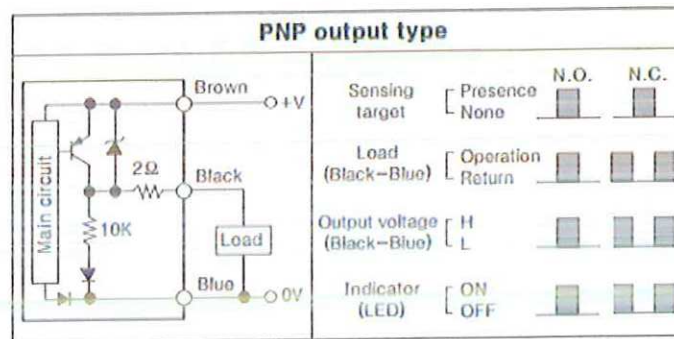 PNP output type
Main circuit
Brown
+V
2Ω
Black
10K
Load
Blue
0V
N.O.
N.C.
Sensing target
Presence
None
Load
(Black-Blue)
Operation
Return
Output voltage
(Black-Blue)
H
L
Indicator
(LED)
ON
OFF